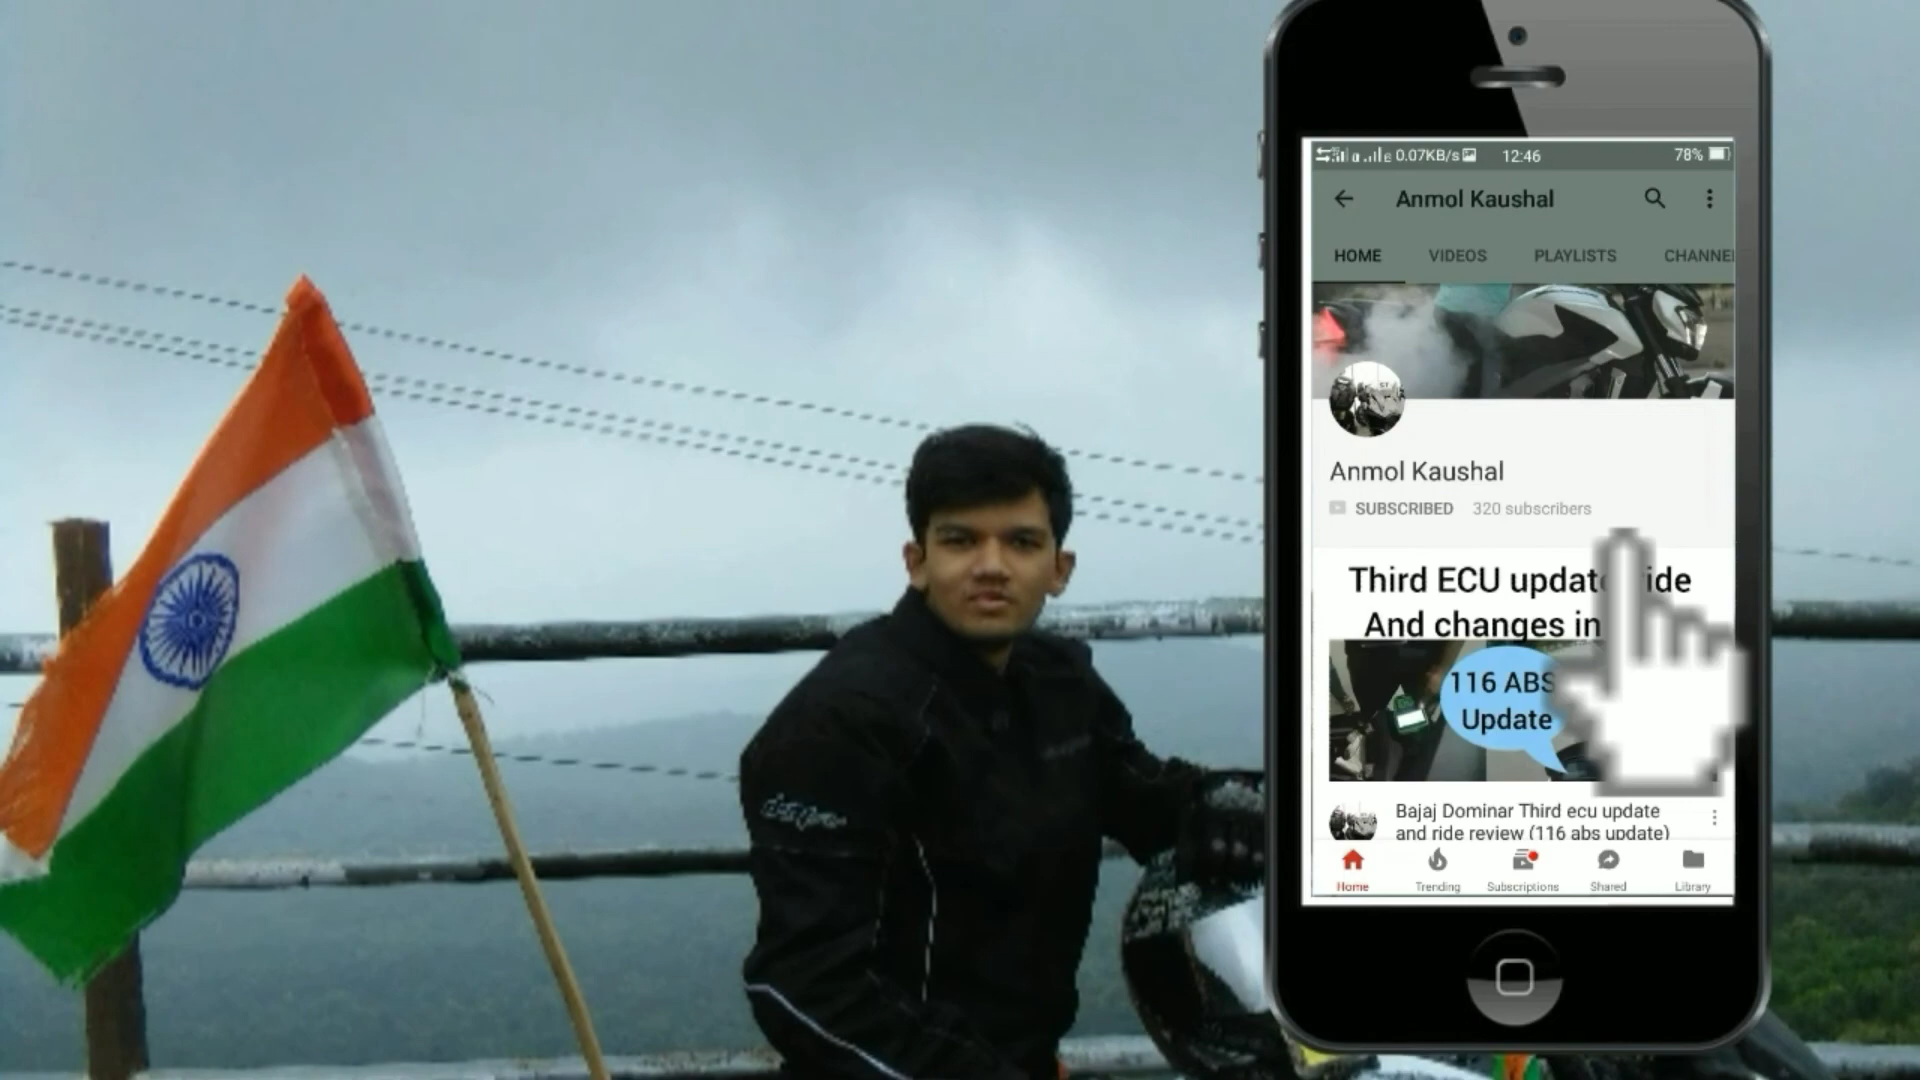 0.07KB/s 12:46 78%
Anmol Kaushal
HOME VIDEOS PLAYLISTS CHANNE
Anmol Kaushal
SUBSCRIBED 320 subscribers
Third ECU updat ide
And changes in
116 ABS
Update
Bajaj Dominar Third ecu update
and ride review (116 abs update)
Home Trending Subscriptions Shared Library